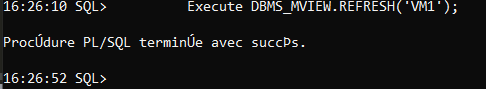 16:26:10 SQL>          Execute DBMS_MVIEW.REFRESH('VM1');
ProcÚdure PL/SQL terminÚe avec succÞs.
16:26:52 SQL>